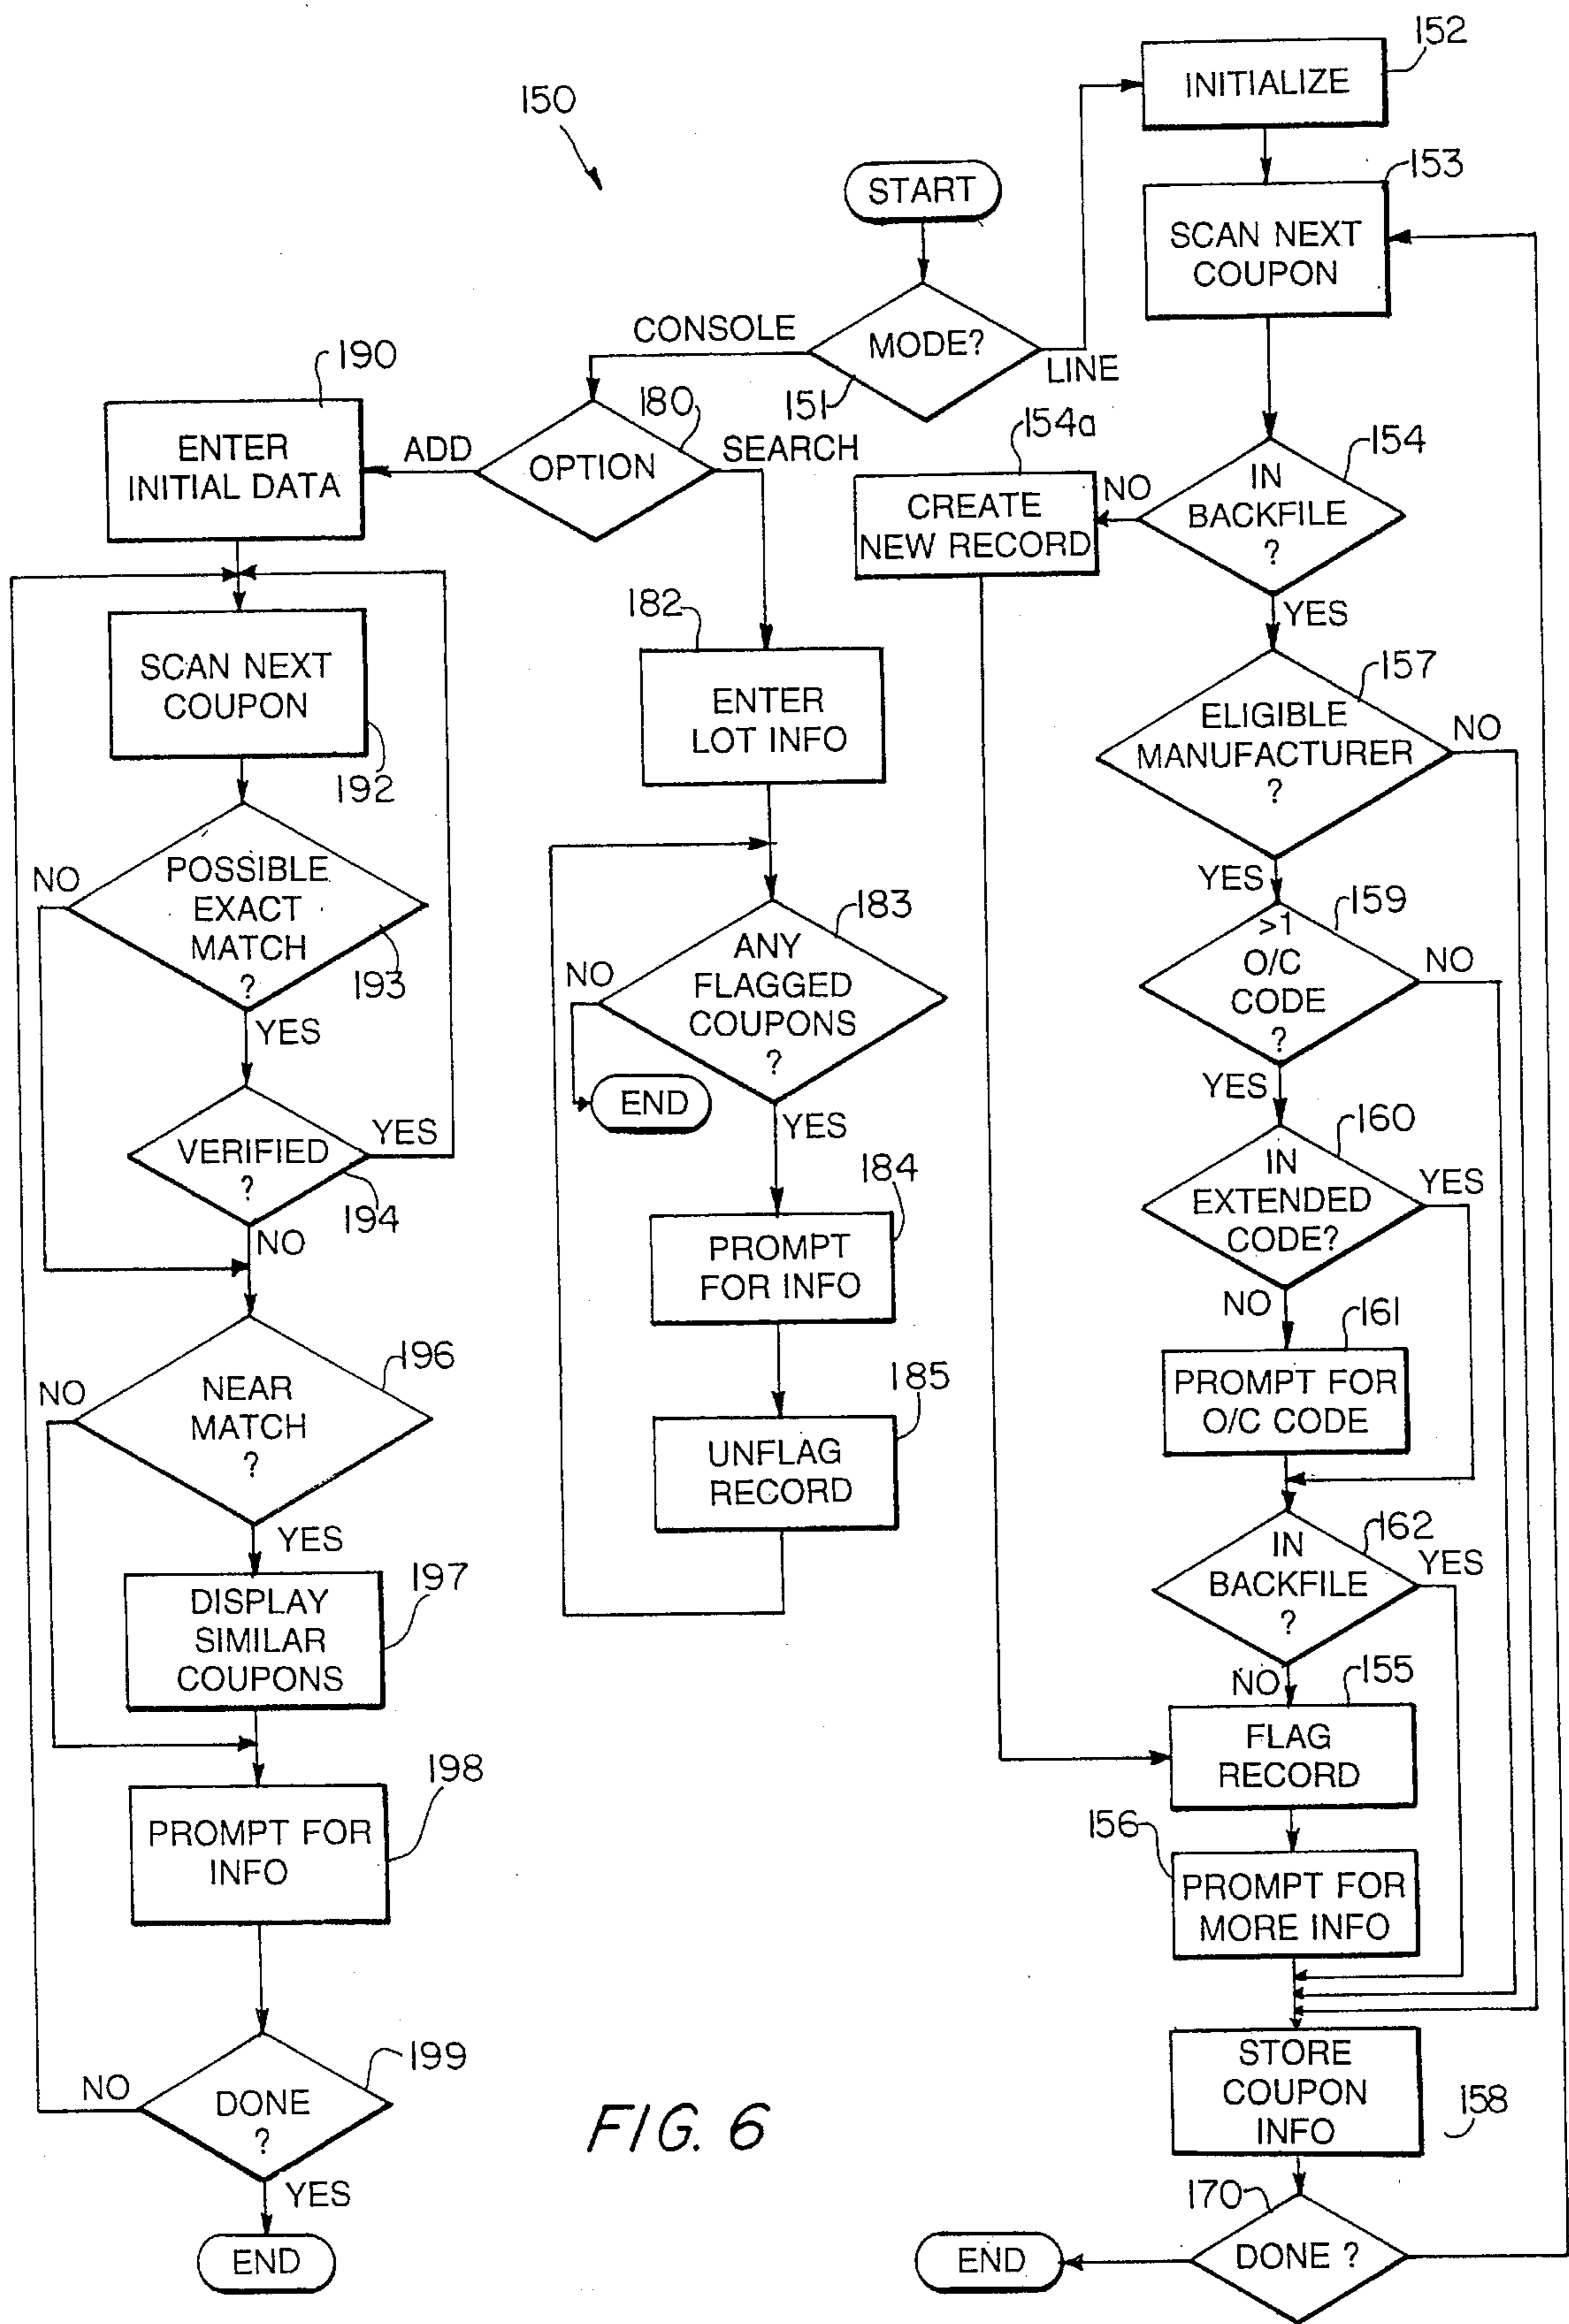 150
START
MODE?
151
CONSOLE
LINE
INITIALIZE
152
SCAN NEXT
COUPON
153
IN
BACKFILE
?
154
NO
YES
CREATE
NEW RECORD
154a
ELIGIBLE
MANUFACTURER
?
157
NO
YES
>1
O/C
CODE
?
159
NO
YES
IN
EXTENDED
CODE?
160
YES
NO
PROMPT FOR
O/C CODE
161
IN
BACKFILE
?
162
YES
NO
FLAG
RECORD
155
PROMPT FOR
MORE INFO
156
STORE
COUPON
INFO
158
DONE ?
170
END
OPTION
180
ADD
SEARCH
ENTER
LOT INFO
182
ANY
FLAGGED
COUPONS
?
183
NO
END
YES
PROMPT
FOR INFO
184
UNFLAG
RECORD
185
ENTER
INITIAL DATA
190
SCAN NEXT
COUPON
192
POSSIBLE
EXACT
MATCH
?
193
NO
YES
VERIFIED
?
194
YES
NO
NEAR
MATCH
?
196
NO
YES
DISPLAY
SIMILAR
COUPONS
197
PROMPT FOR
INFO
198
DONE
?
199
NO
YES
END
FIG. 6